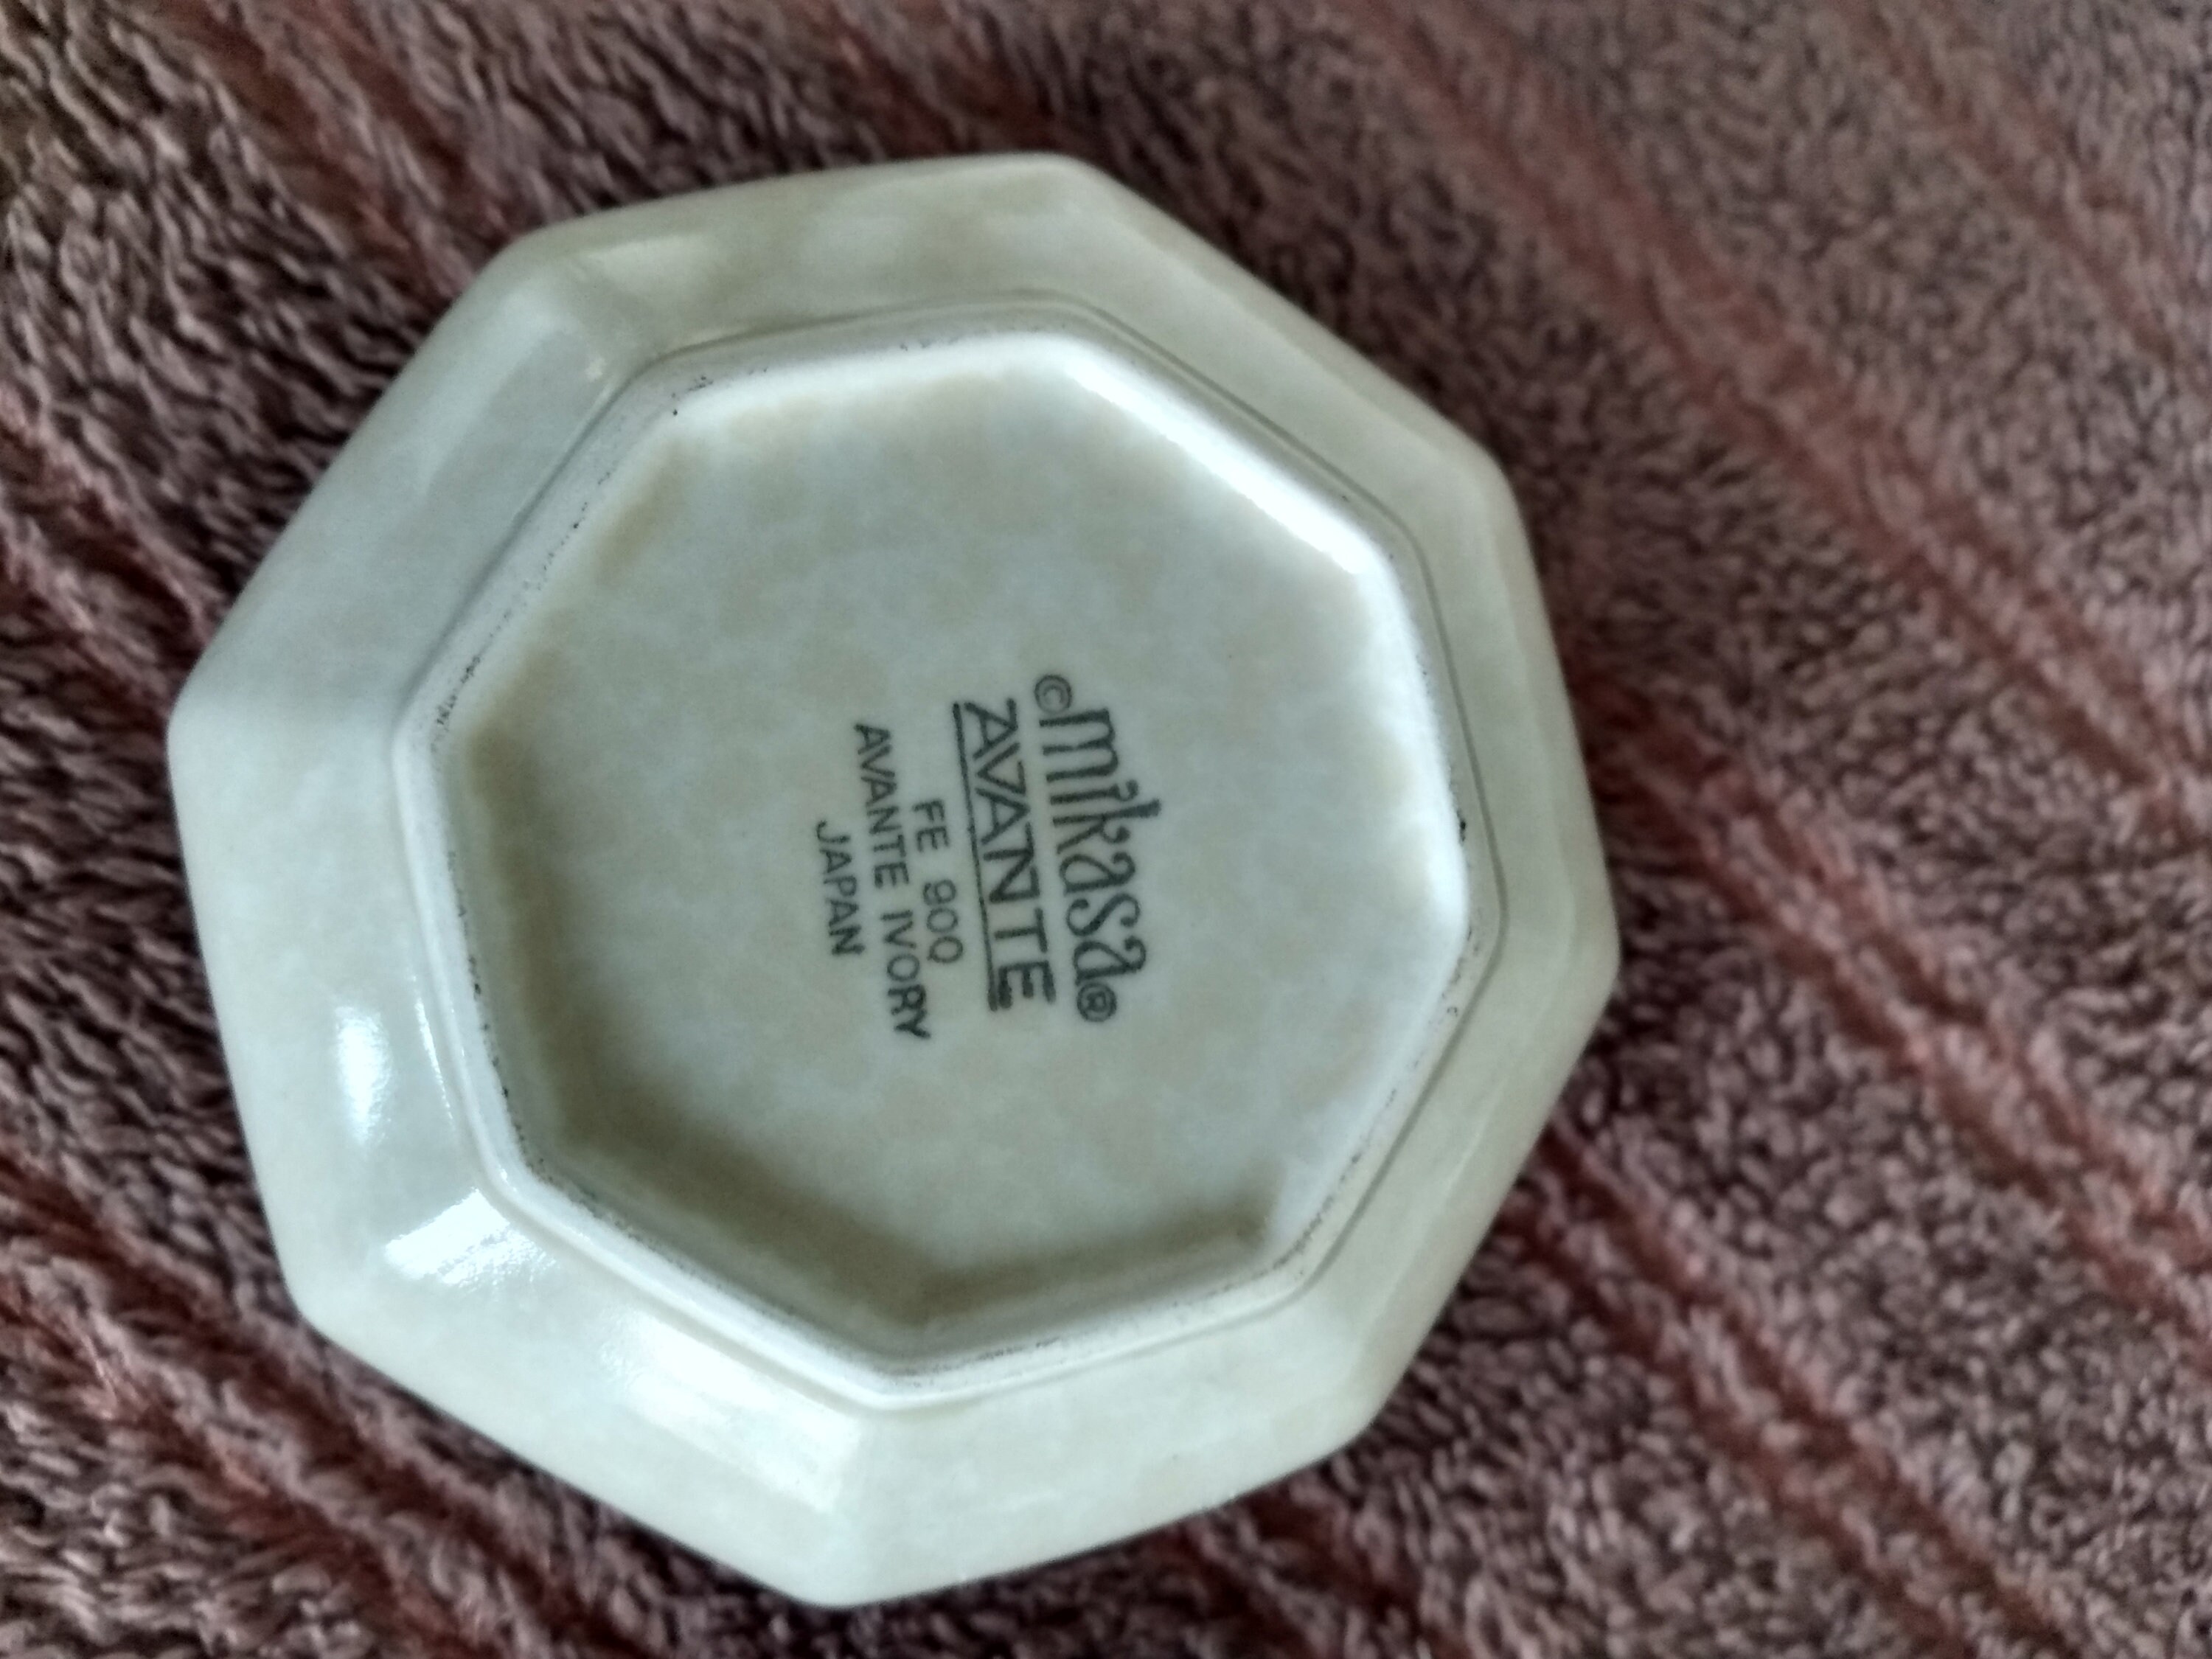 ©mikasa®
AVANTE
FE 900
AVANTE IVORY
JAPAN